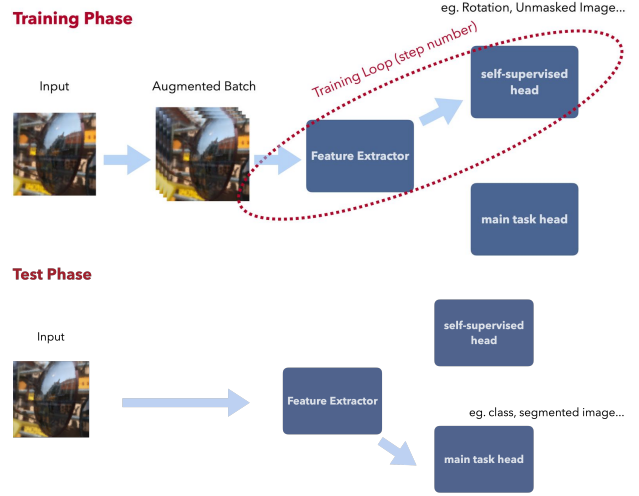 eg. Rotation, Unmasked Image...
Training Phase
Training Loop (step number)
Input
Augmented Batch
self-supervised
head
Feature Extractor
main task head
Test Phase
Input
self-supervised
head
Feature Extractor
eg. class, segmented image...
main task head